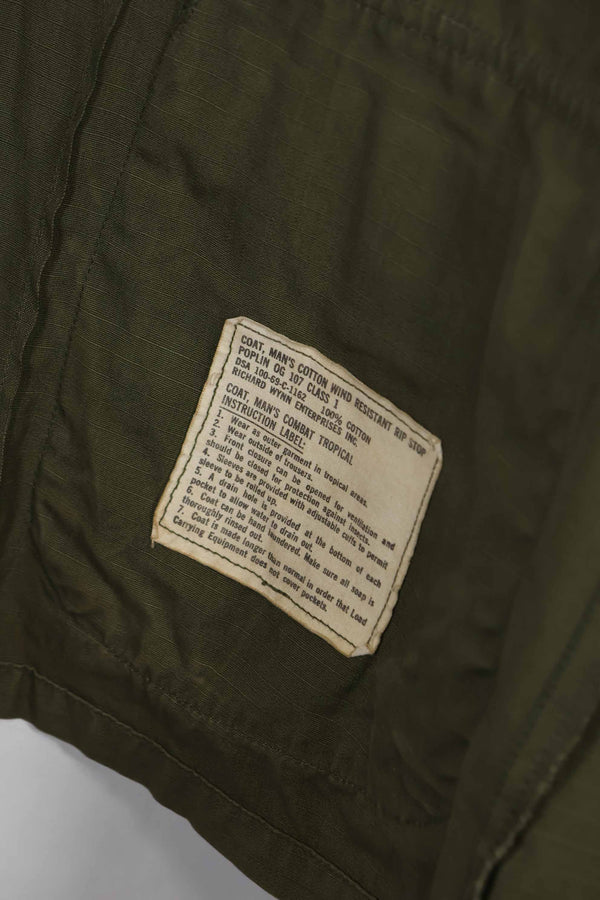 COAT, MAN'S COTTON WIND RESISTANT RIP STOP
POPLIN OG 107 CLASS 1
DSA 100-69-C-1162 100% COTTON
RICHARD WYNN ENTERPRISES INC.
COAT, MAN'S COMBAT TROPICAL
INSTRUCTION LABEL:
1. Wear as outer garment in tropical areas.
2. Wear outside of trousers.
3. Front closure can be opened for ventilation and
should be closed for protection against insects.
4. Sleeves are provided with adjustable cuffs to permit
sleeve to be rolled up.
5. A drain hole is provided at the bottom of each
pocket to allow water to drain out.
6. Coat can be hand laundered. Make sure all soap is
thoroughly rinsed out.
7. Coat is made longer than normal in order that Load
Carrying Equipment does not cover pockets.